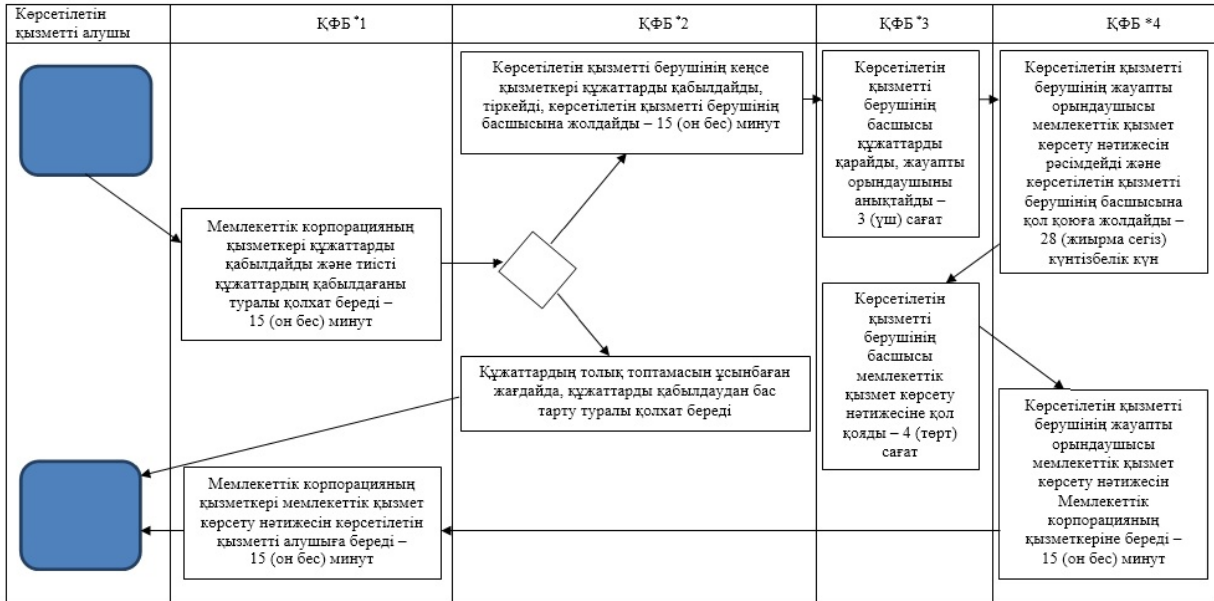 Көрсетілетін
қызметті алушы
ҚФБ *1
ҚФБ *2
ҚФБ *3
ҚФБ *4
Көрсетілетін қызметті берушінің кеңсе
қызметкері құжаттарды қабылдайды,
тіркейді, көрсетілетін қызметті берушінің
басшысына жолдайды – 15 (он бес) минут
Көрсетілетін
қызметті
берушінің
басшысы
құжаттарды
қарайды, жауапты
орындаушыны
анықтайды –
3 (үш) сағат
Көрсетілетін қызметті
берушінің жауапты
орындаушысы
мемлекеттік қызмет
көрсету нәтижесін
рәсімдейді және
көрсетілетін қызметті
берушінің басшысына
қол қоюға жолдайды –
28 (жиырма сегіз)
күнтізбелік күн
Мемлекеттік корпорацияның
қызметкері құжаттарды
қабылдайды және тиісті
құжаттардың қабылдағаны
туралы қолхат береді –
15 (он бес) минут
Көрсетілетін
қызметті
берушінің
басшысы
мемлекеттік
қызмет көрсету
нәтижесіне қол
қояды – 4 (төрт)
сағат
Құжаттардың толық топтамасын ұсынбаған
жағдайда, құжаттарды қабылдаудан бас
тарту туралы қолхат береді
Көрсетілетін қызметті
берушінің жауапты
орындаушысы
мемлекеттік қызмет
көрсету нәтижесін
Мемлекеттік
корпорацияның
қызметкеріне береді –
15 (он бес) минут
Мемлекеттік корпорацияның
қызметкері мемлекеттік қызмет
көрсету нәтижесін көрсетілетін
қызметті алушыға береді –
15 (он бес) минут